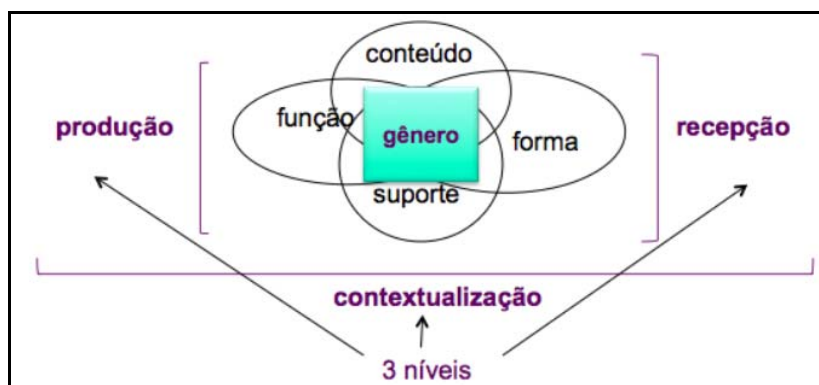 conteúdo
função
produção
gênero
forma
recepção
suporte
contextualização
3 níveis